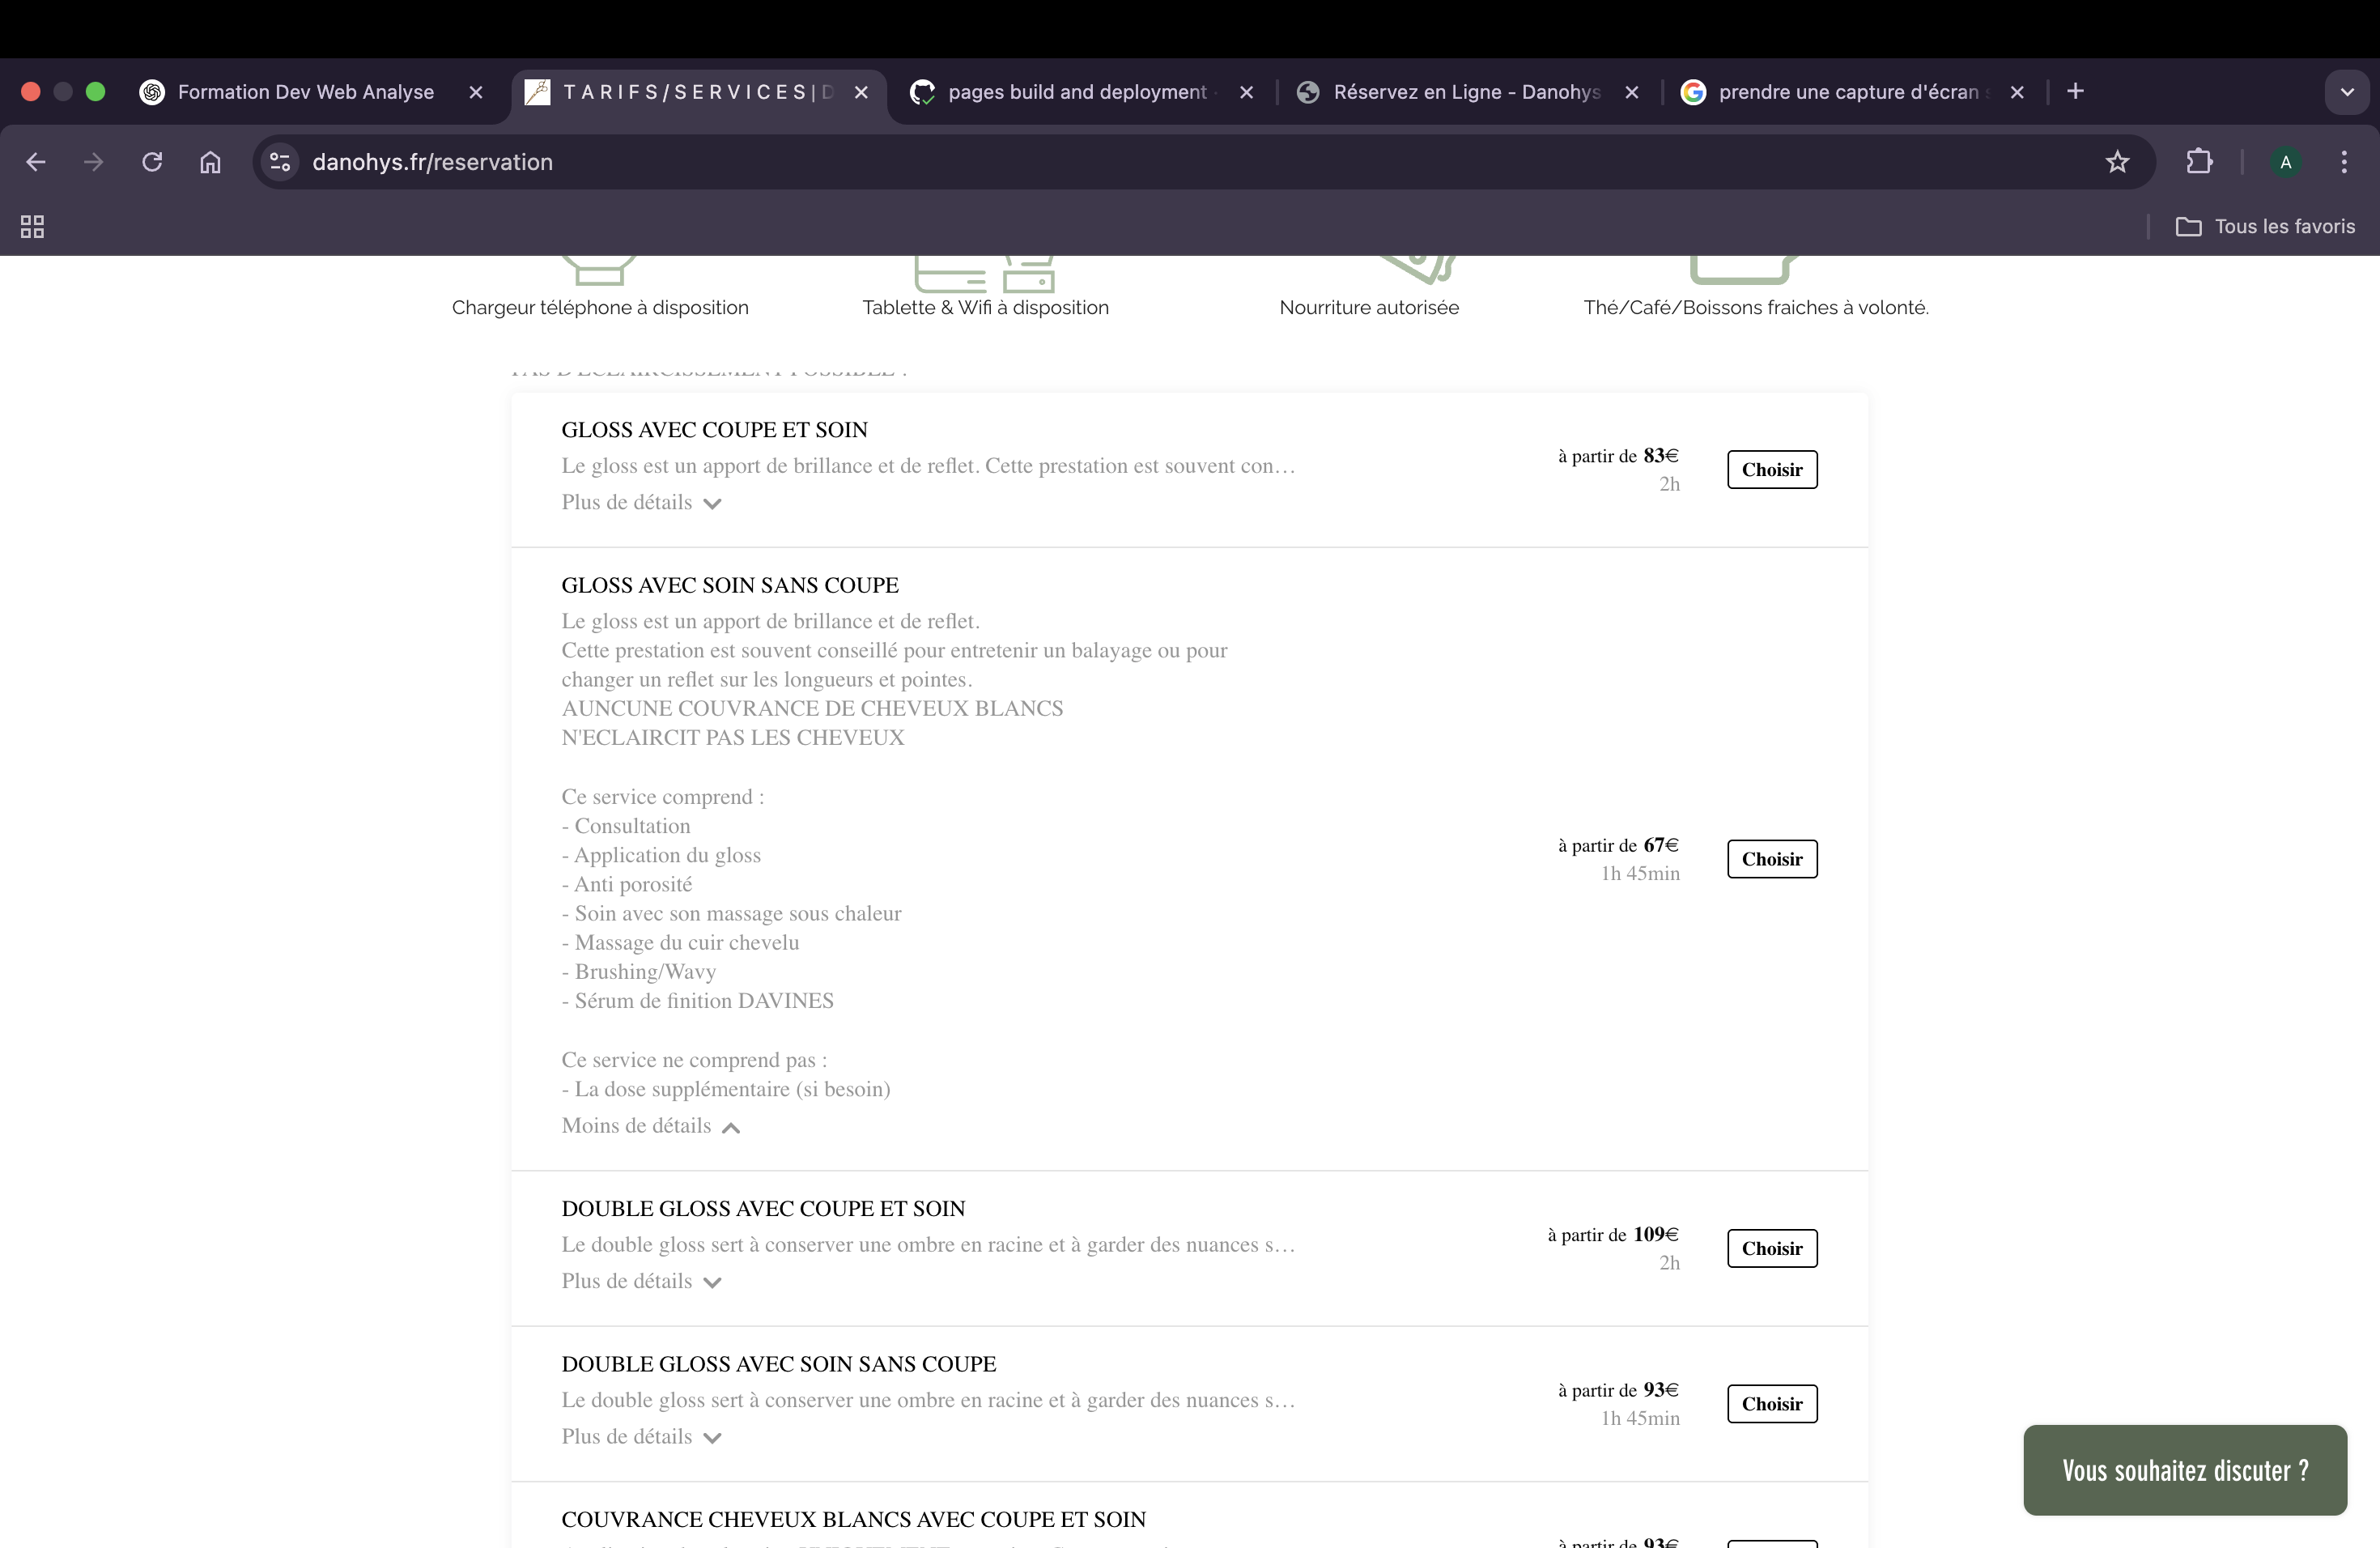 Formation Dev Web Analyse
TARIFS/SERVICES|D
pages build and deployment
Réservez en Ligne - Danohys
prendre une capture d'écran
danohys.fr/reservation
A
Tous les favoris
Chargeur téléphone à disposition
Tablette & Wifi à disposition
Nourriture autorisée
Thé/Café/Boissons fraiches à volonté.
GLOSS AVEC COUPE ET SOIN
Le gloss est un apport de brillance et de reflet. Cette prestation est souvent con…
Plus de détails
à partir de 83€
2h
Choisir
GLOSS AVEC SOIN SANS COUPE
Le gloss est un apport de brillance et de reflet.
Cette prestation est souvent conseillé pour entretenir un balayage ou pour
changer un reflet sur les longueurs et pointes.
AUNCUNE COUVRANCE DE CHEVEUX BLANCS
N'ECLAIRCIT PAS LES CHEVEUX
Ce service comprend :
- Consultation
- Application du gloss
- Anti porosité
- Soin avec son massage sous chaleur
- Massage du cuir chevelu
- Brushing/Wavy
- Sérum de finition DAVINES
Ce service ne comprend pas :
- La dose supplémentaire (si besoin)
Moins de détails
à partir de 67€
1h 45min
Choisir
DOUBLE GLOSS AVEC COUPE ET SOIN
Le double gloss sert à conserver une ombre en racine et à garder des nuances s…
Plus de détails
à partir de 109€
2h
Choisir
DOUBLE GLOSS AVEC SOIN SANS COUPE
Le double gloss sert à conserver une ombre en racine et à garder des nuances s…
Plus de détails
à partir de 93€
1h 45min
Choisir
COUVRANCE CHEVEUX BLANCS AVEC COUPE ET SOIN
à partir de 93€
Vous souhaitez discuter ?